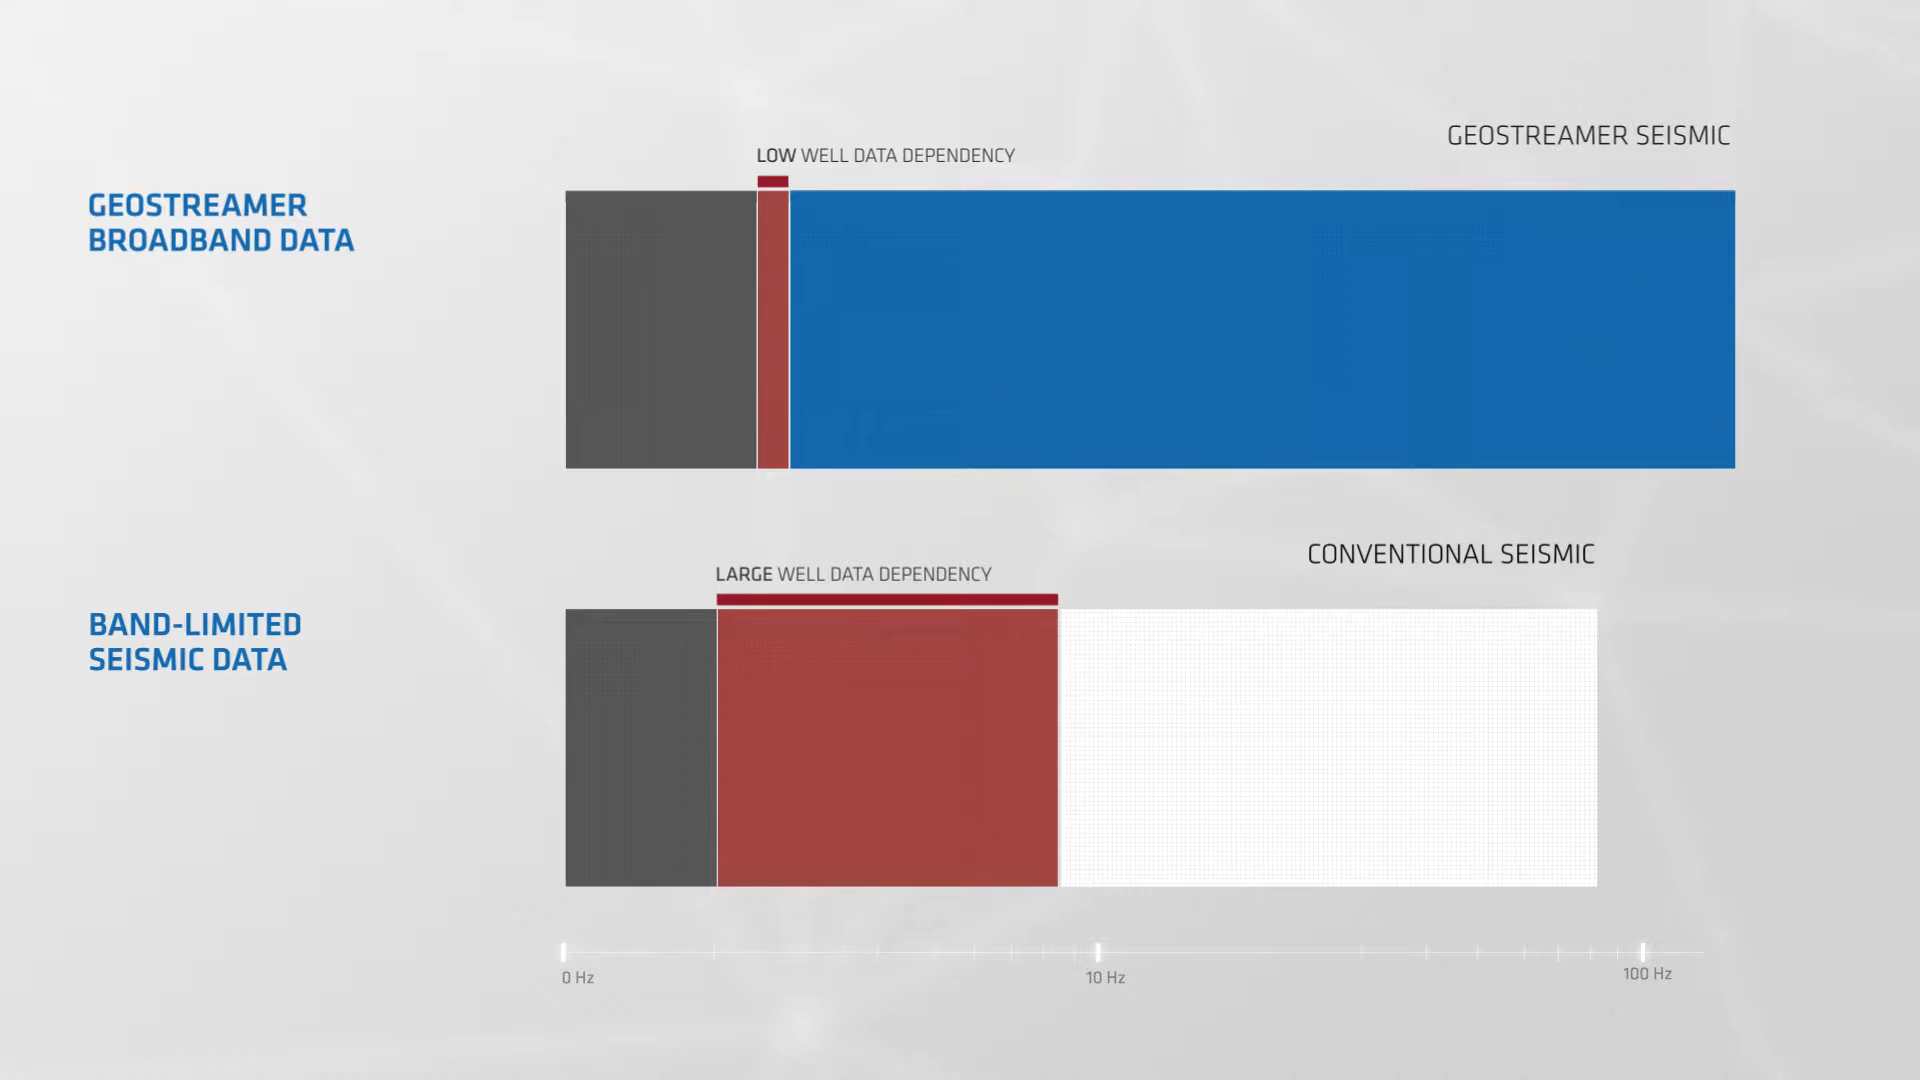 GEOSTREAMER SEISMIC
LOW WELL DATA DEPENDENCY
GEOSTREAMER
BROADBAND DATA
CONVENTIONAL SEISMIC
LARGE WELL DATA DEPENDENCY
BAND-LIMITED
SEISMIC DATA
0 Hz
10 Hz
100 Hz